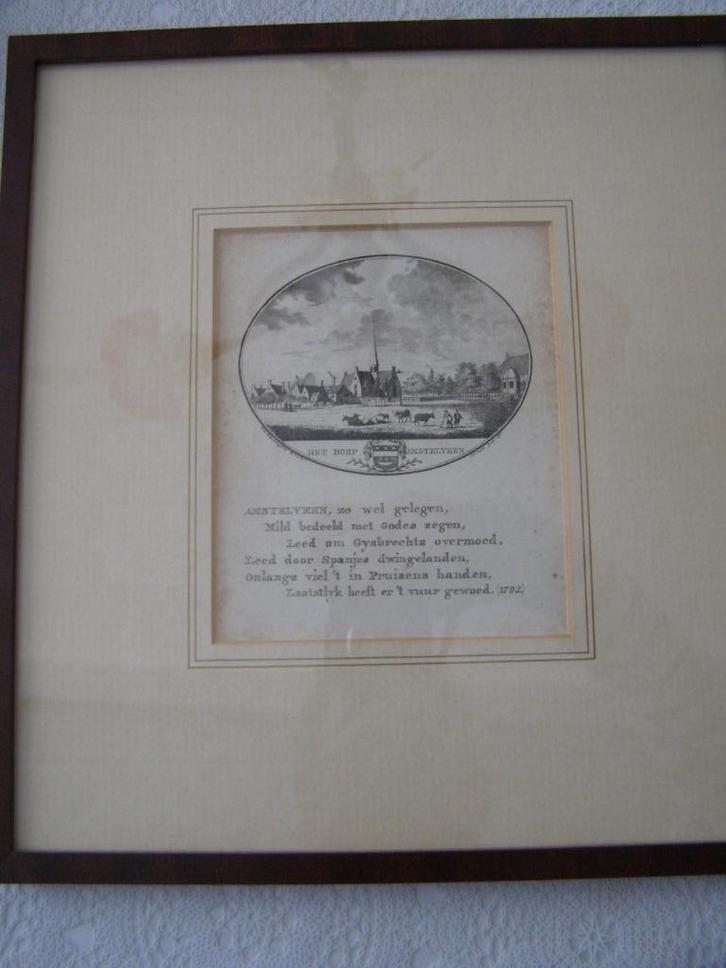 HET DORP AMSTELVEEN
AMSTELVEEN, zo wel gelegen,
Mild bedeeld met Godes zegen,
Leed om Gysbrechts overmoed,
Leed door Spanjes dwingelanden,
Onlangs viel 't in Pruisens handen,
Laatstlyk heeft er 't vuur gewoed. (1792)